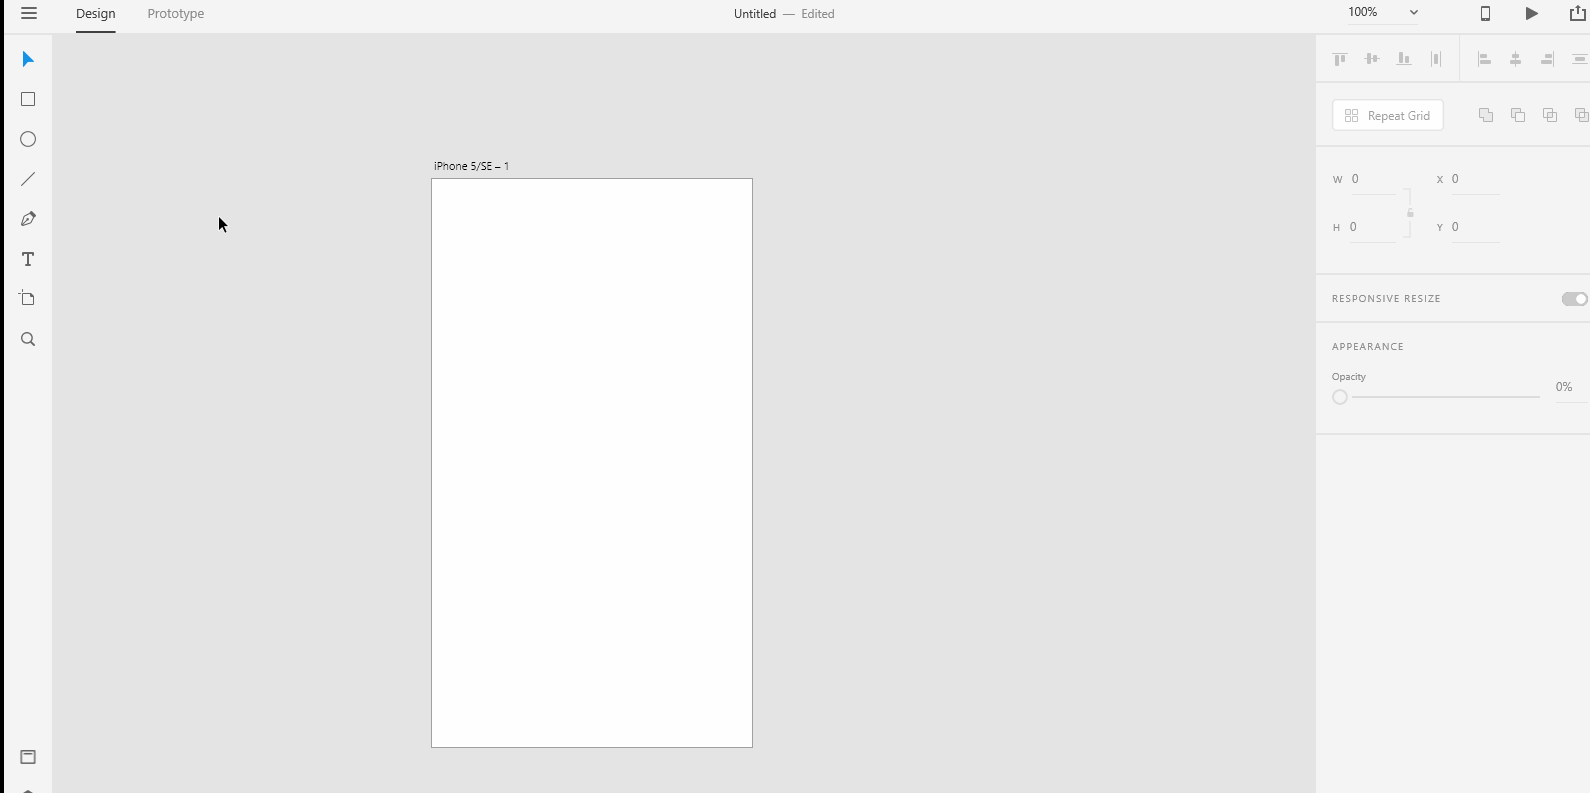 Design Prototype Untitled — Edited 100%
iPhone 5/SE – 1
Repeat Grid
W 0 X 0
H 0 Y 0
RESPONSIVE RESIZE
APPEARANCE
Opacity
0%